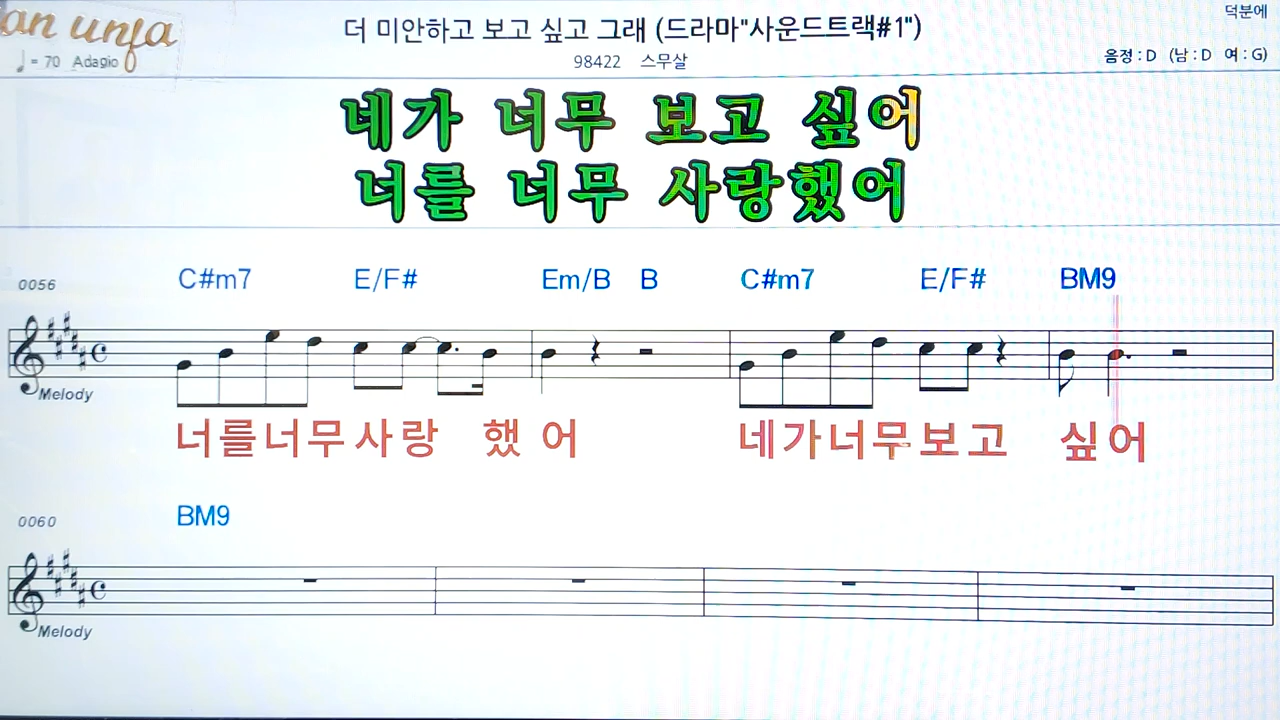 an unja
더 미안하고 보고 싶고 그래 (드라마"사운드트랙#1")
덕분에
♩= 70 Adagio
98422 스무살
음정 : D (남 : D 여 : G)
네가 너무 보고 싶어
너를 너무 사랑했어
0056 C#m7 E/F# Em/B B C#m7 E/F# BM9
Melody
너를너무사랑 했 어 네가너무보고 싶어
0060 BM9
Melody